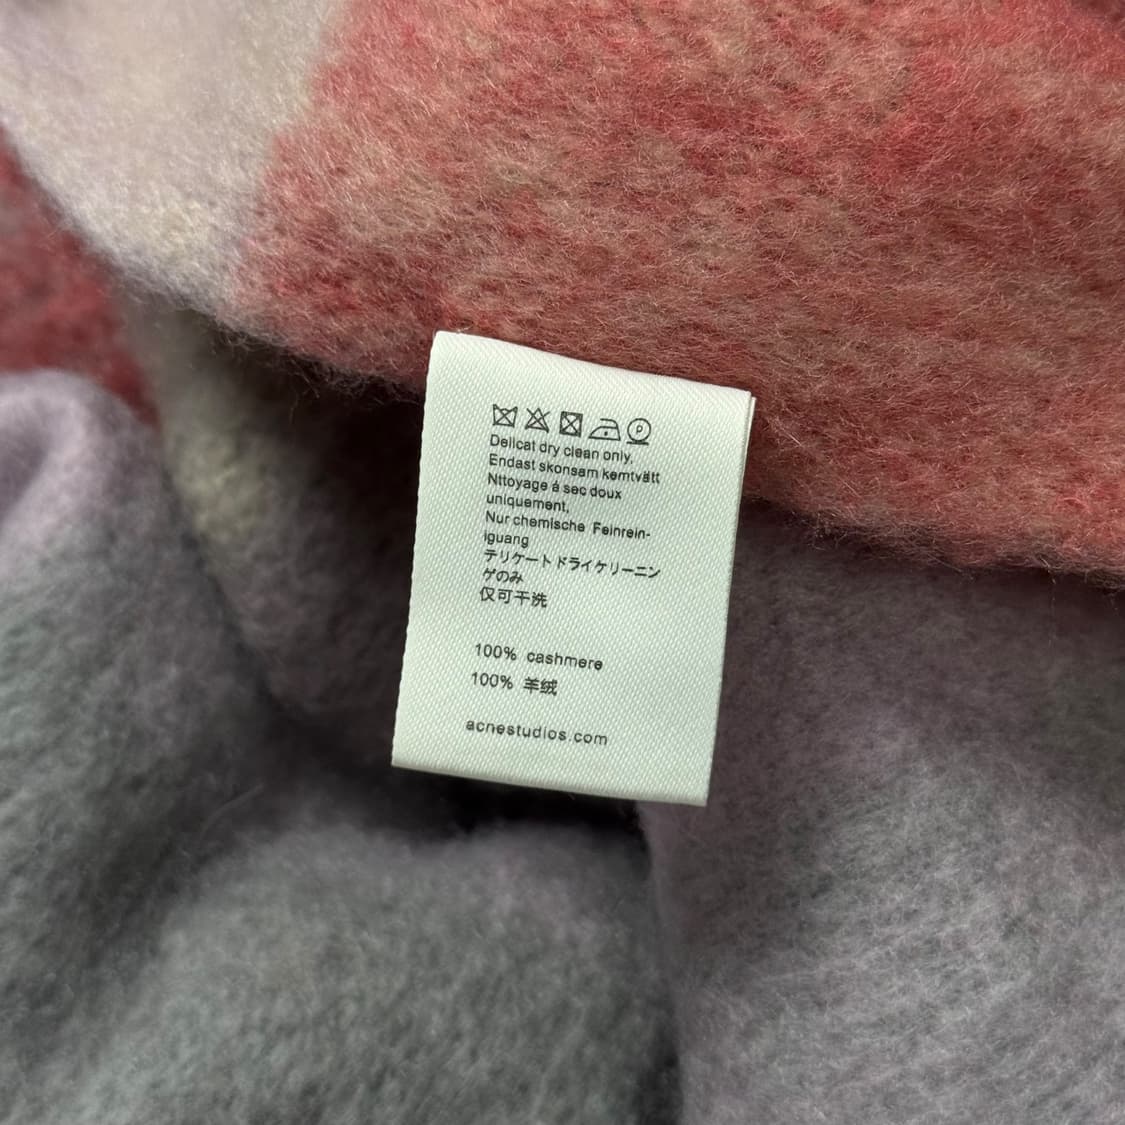 Delicat dry clean only,
Endast skonsam kemtvätt
Nttoyage á sec doux
uniquement,
Nur chemische Feinrein-
iguang
テリケート ドライケリーニン
ゲのみ
仅可干洗
100% cashmere
100% 羊绒
acnestudios.com